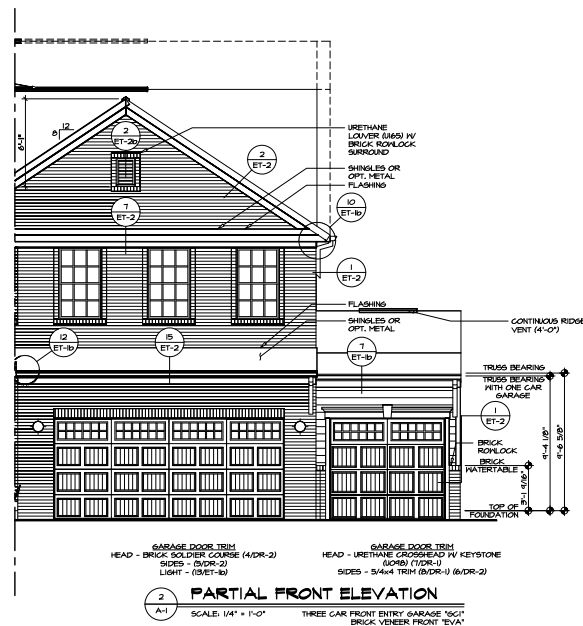 12
8
6'-1"
2
ET-2b
URETHANE
LOUVER (U165) W/
BRICK ROWLOCK
SURROUND
2
ET-2
SHINGLES OR
OPT. METAL
FLASHING
7
ET-2
10
ET-1b
1
ET-2
FLASHING
SHINGLES OR
OPT. METAL
CONTINUOUS RIDGE
VENT (4'-0")
12
ET-1b
15
ET-2
7
ET-1b
TRUSS BEARING
TRUSS BEARING
WITH ONE CAR
GARAGE
1
ET-2
BRICK
ROWLOCK
BRICK
WATERTABLE
3'-1 9/16"
9'-4 1/8"
9'-6 5/8"
TOP OF
FOUNDATION
GARAGE DOOR TRIM
HEAD - BRICK SOLDIER COURSE (4/DR-2)
SIDES - (5/DR-2)
LIGHT - (13/ET-1b)
GARAGE DOOR TRIM
HEAD - URETHANE CROSSHEAD W/ KEYSTONE
(U098) (7/DR-1)
SIDES - 5/4x4 TRIM (8/DR-1) (6/DR-2)
2
A-1
PARTIAL FRONT ELEVATION
SCALE: 1/4" = 1'-0"
THREE CAR FRONT ENTRY GARAGE "GC1"
BRICK VENEER FRONT "EVA"